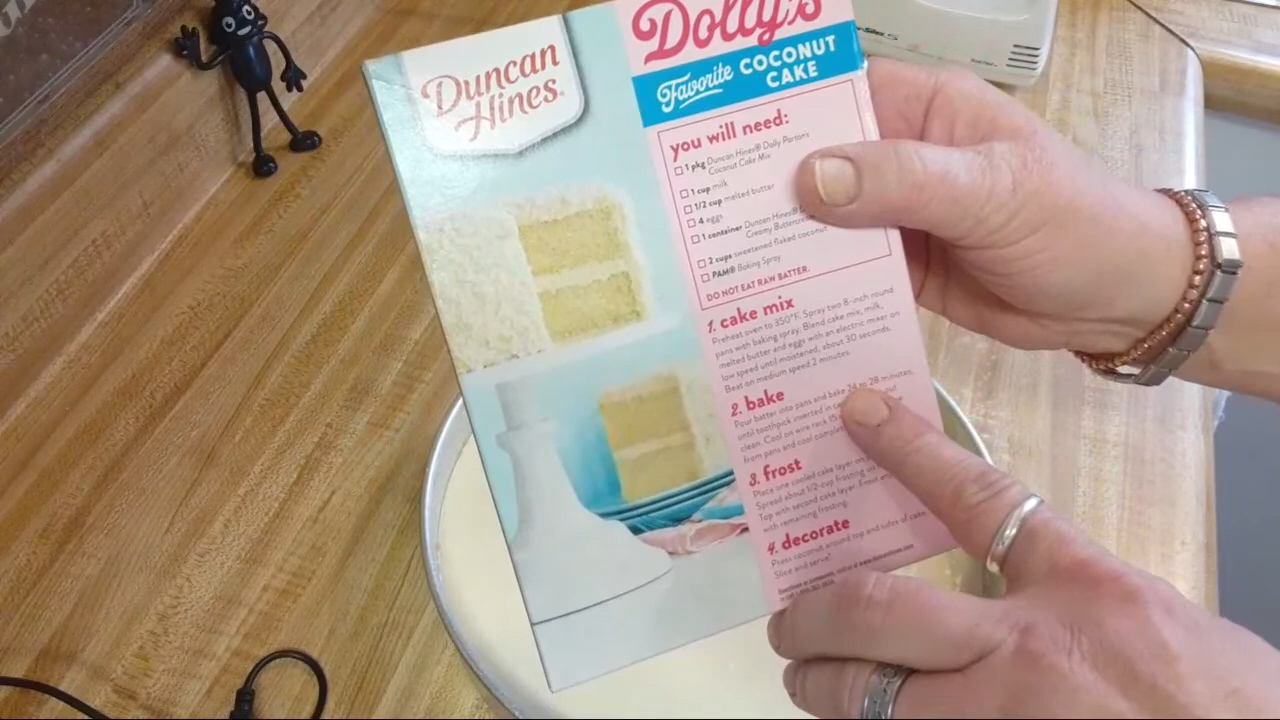 Duncan
Hines®
Dolly's
Favorite COCONUT
CAKE
you will need:
1 pkg Duncan Hines® Dolly Parton's
Coconut Cake Mix
1 cup milk
1/2 cup melted butter
4 eggs
1 container Duncan Hines®
Creamy
2 cups sweetened flaked coconut
PAM® Baking Spray
DO NOT EAT RAW BATTER.
1. cake mix
Preheat oven to 350°F. Spray two 8-inch round
pans with baking spray. Blend cake mix, milk,
melted butter and eggs with an electric mixer on
low speed until moistened, about 30 seconds.
Beat on medium speed 2 minutes.
2. bake
Pour batter into pans and bake 24 to 28 minutes,
until toothpick inserted in
clean. Cool on wire rack
from pans and cool
3. frost
Place one cooled cake layer on
Spread about 1/2-cup frosting
Top with second cake layer. Frost
with remaining frosting.
4. decorate
Press coconut around top and sides of cake.
Slice and serve!